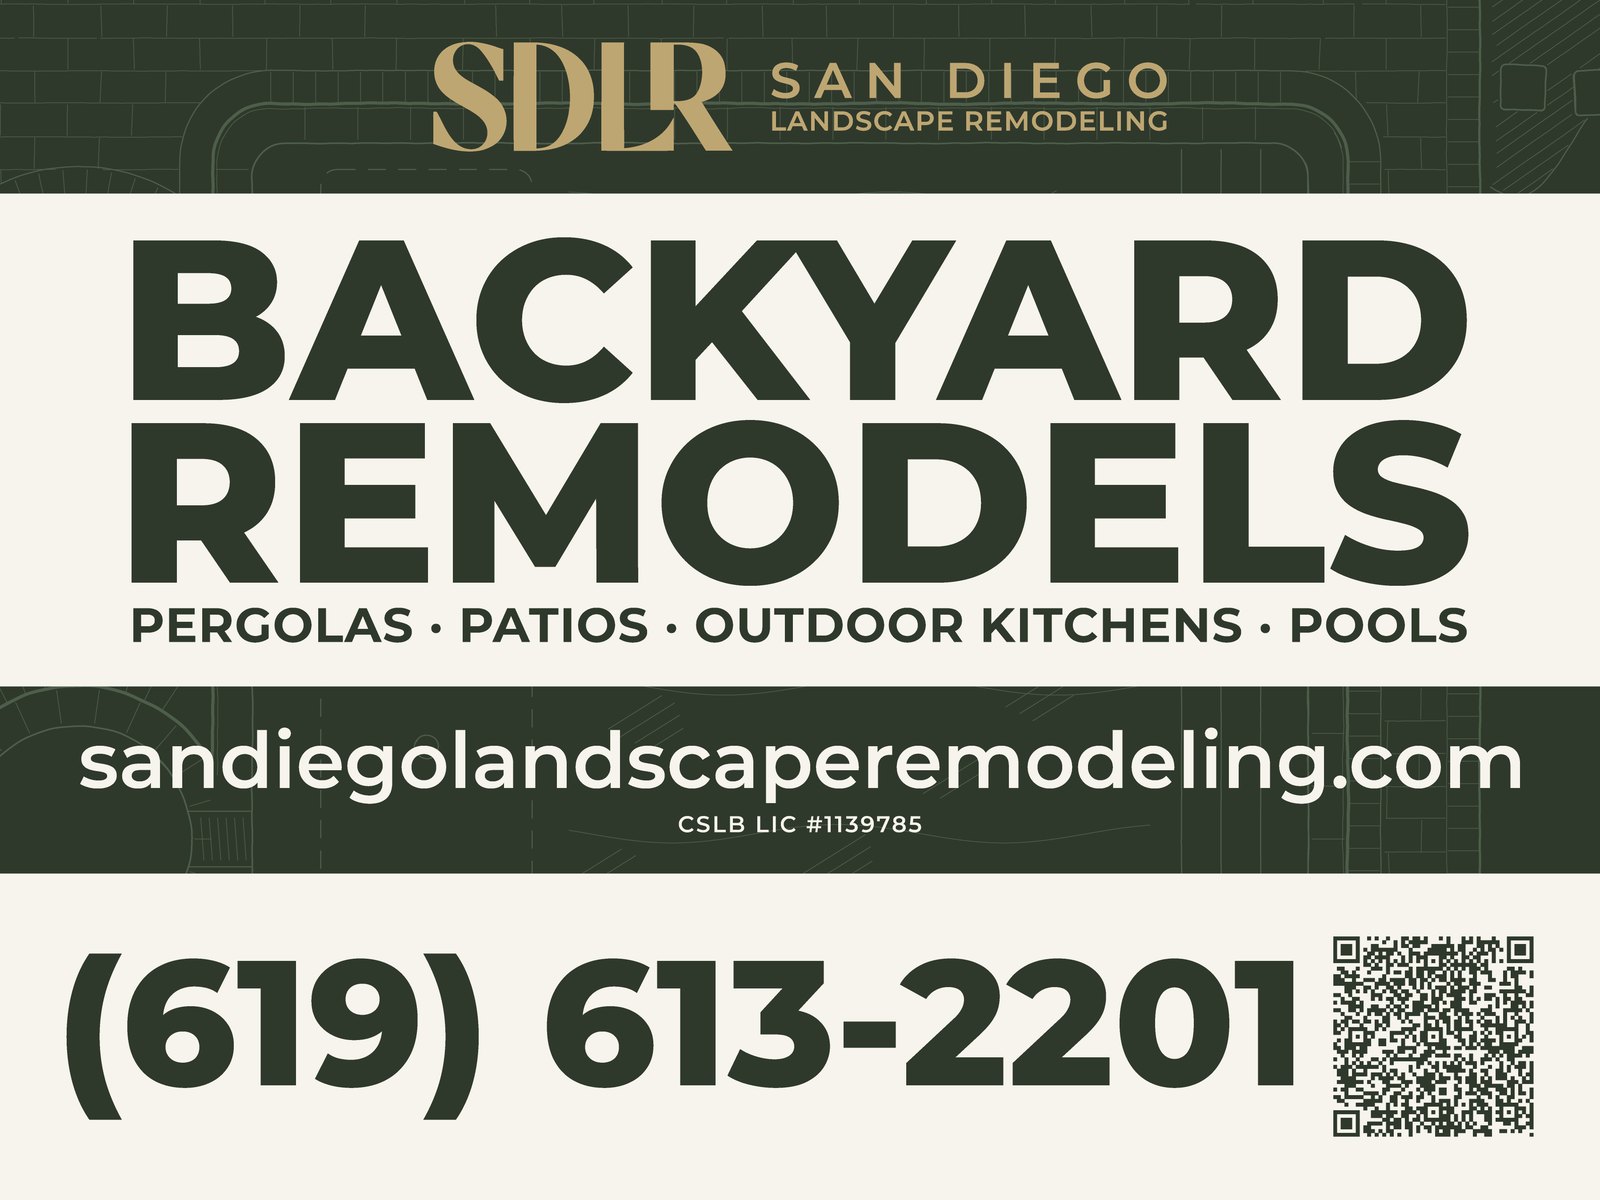 SDLR
SAN DIEGO
LANDSCAPE REMODELING
BACKYARD
REMODELS
PERGOLAS • PATIOS • OUTDOOR KITCHENS • POOLS
sandiegolandscaperemodeling.com
CSLB LIC #1139785
(619) 613-2201